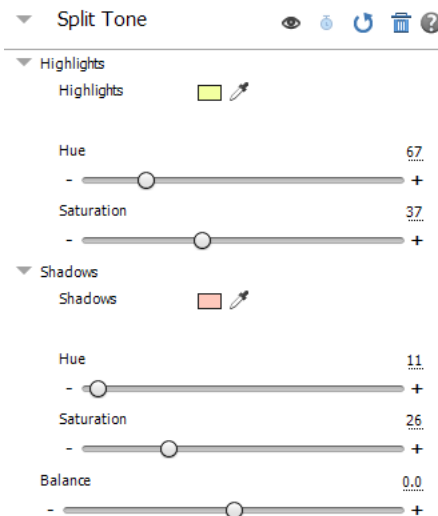 Split Tone ?
Highlights
Highlights
Hue 67
- +
Saturation 37
- +
Shadows
Shadows
Hue 11
- +
Saturation 26
- +
Balance 0.0
- +